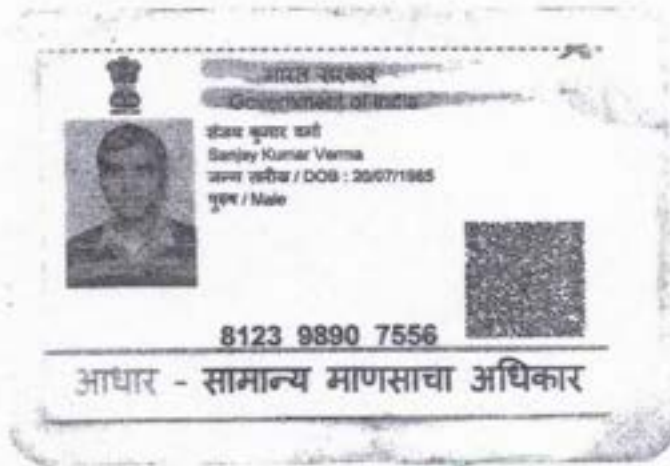 भारत सरकार
Government of India
संजय कुमार वर्मा
Sanjay Kumar Verma
जन्म तारीख / DOB : 20/07/1985
पुरुष / Male
8123 9890 7556
आधार - सामान्य माणसाचा अधिकार